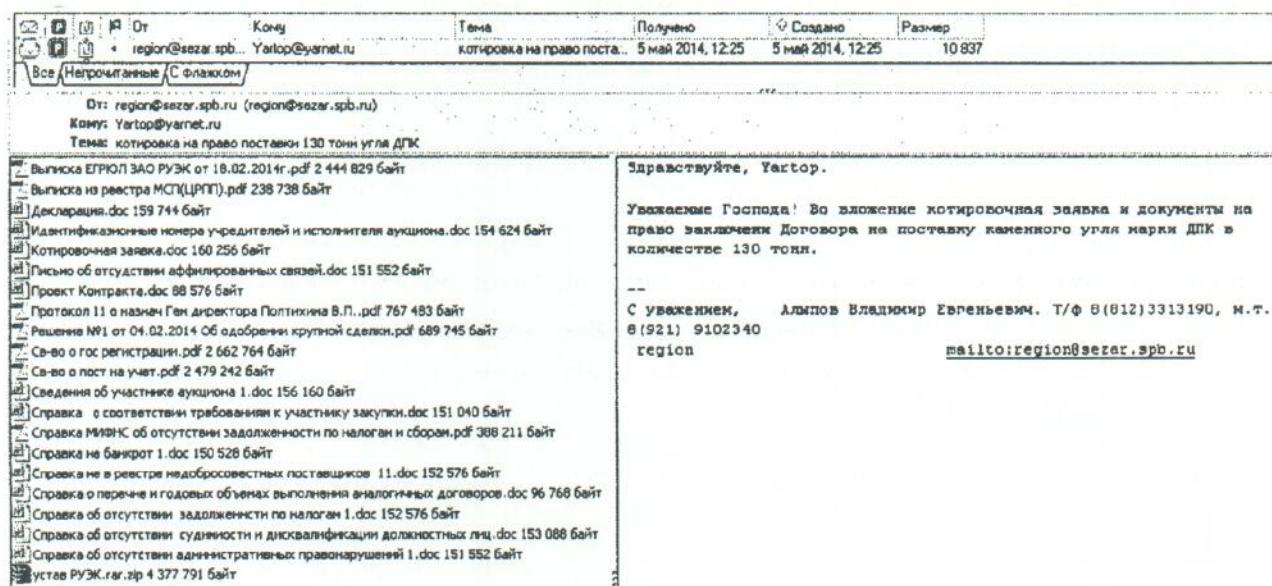 От Кому Тема Получено Создано Размер
region@sezar.spb... Yartop@yarnet.ru котировка на право поста... 5 май 2014, 12:25 5 май 2014, 12:25 10 837
Все Непрочитанные С Флажком
От: region@sezar.spb.ru (region@sezar.spb.ru)
Кому: Yartop@yarnet.ru
Тема: котировка на право поставки 130 тонн угля ДПК
Выписка ЕГРЮЛ ЗАО РУЭК от 18.02.2014г.pdf 2 444 829 байт
Выписка из реестра МСП(ЦРПП).pdf 238 738 байт
Декларация.doc 159 744 байт
Идентификазионные номера учредителей и исполнителя аукциона.doc 154 624 байт
Котировочная заявка.doc 160 256 байт
Письмо об отсудствии аффилированных связей.doc 151 552 байт
Проект Контракта.doc 88 576 байт
Протокол 11 о назнач Ген директора Полтихина В.П..pdf 767 483 байт
Решение №1 от 04.02.2014 Об одобрении крупной сделки.pdf 689 745 байт
Св-во о гос регистрации.pdf 2 662 764 байт
Св-во о пост на учет.pdf 2 479 242 байт
Сведения об участнике аукциона 1.doc 156 160 байт
Справка о соответствии требованиям к участнику закупки.doc 151 040 байт
Справка МИФНС об отсутствии задолженности по налогам и сборам.pdf 388 211 байт
Справка не банкрот 1.doc 150 528 байт
Справка не в реестре недобросовестных поставщиков 11.doc 152 576 байт
Справка о перечне и годовых объемах выполнения аналогичных договоров.doc 96 768 байт
Справка об отсутствии задолженнсти по налогам 1.doc 152 576 байт
Справка об отсутствии судимости и дисквалификации должностных лиц.doc 153 088 байт
Справка об отсутствии административных правонарушений 1.doc 151 552 байт
устав РУЭК.rar.zip 4 377 791 байт
Здравствуйте, Yartop.
Уважаемые Господа! Во вложение котировочная заявка и документы на
право заключени Договора на поставку каменного угля марки ДПК в
количестве 130 тонн.
--
С уважением, Алыпов Владимир Евгеньевич. Т/ф 8(812)3313190, м.т.
8(921) 9102340
region mailto:region@sezar.spb.ru